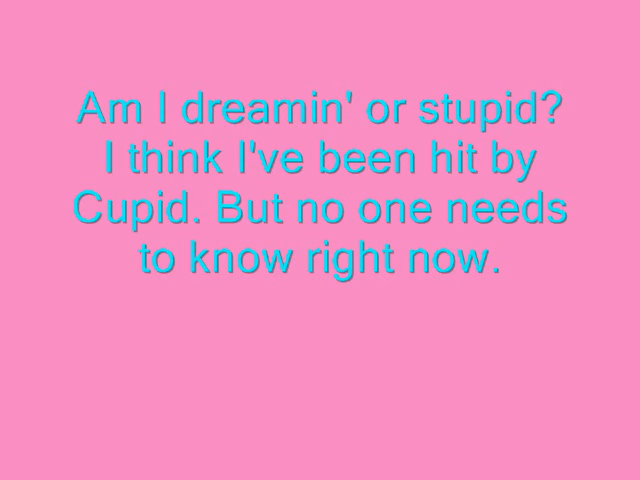 Am I dreamin' or stupid?
I think I've been hit by
Cupid. But no one needs
to know right now.